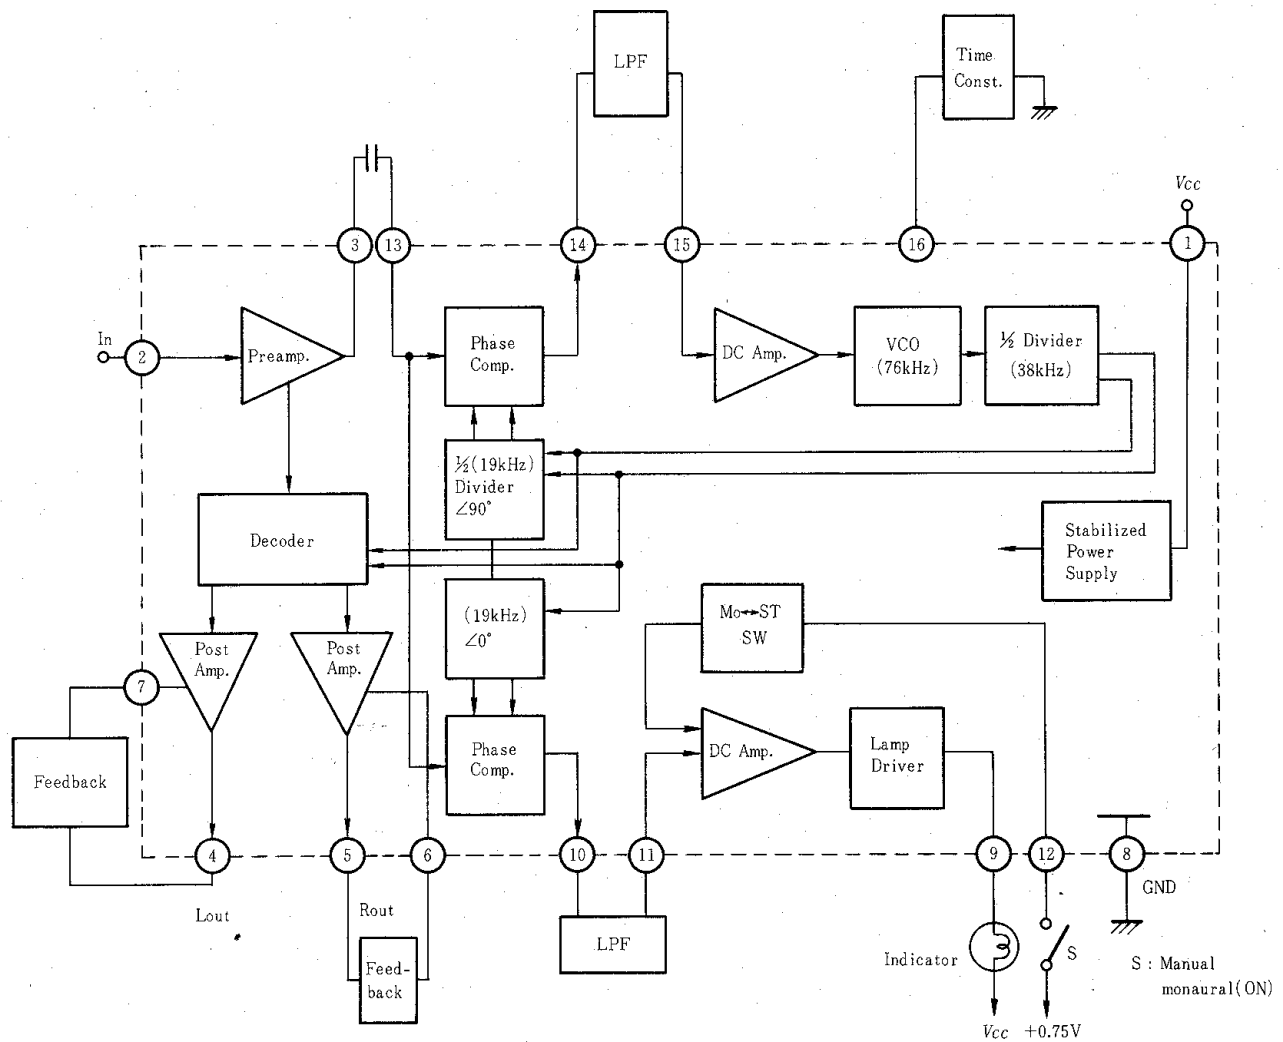 LPF
Time
Const.
Vcc
3
13
14
15
16
1
In
2
Preamp.
Phase
Comp.
DC Amp.
VCO
(76kHz)
½ Divider
(38kHz)
½(19kHz)
Divider
∠90°
Decoder
Stabilized
Power
Supply
(19kHz)
∠0°
Mo↔ST
SW
Post
Amp.
Post
Amp.
7
Feedback
Phase
Comp.
DC Amp.
Lamp
Driver
4
5
6
10
11
9
12
8
GND
Lout
Rout
LPF
Feed-
back
Indicator
S
S : Manual
monaural(ON)
Vcc
+0.75V